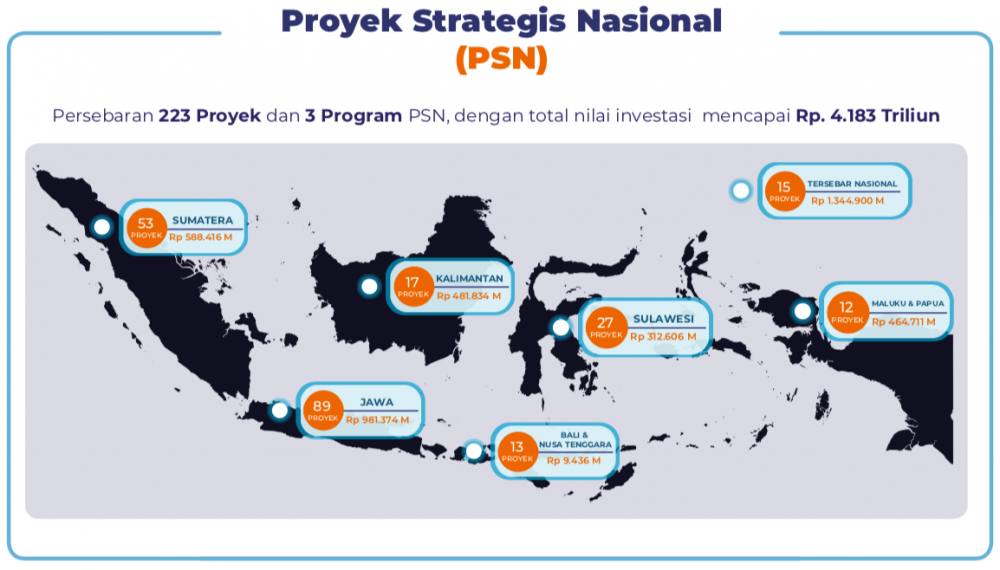 Proyek Strategis Nasional
(PSN)
Persebaran 223 Proyek dan 3 Program PSN, dengan total nilai investasi mencapai Rp. 4.183 Triliun
15
PROYEK
TERSEBAR NASIONAL
Rp 1.344.900 M
53
PROYEK
SUMATERA
Rp 588.416 M
17
PROYEK
KALIMANTAN
Rp 481.834 M
27
PROYEK
SULAWESI
Rp 312.606 M
12
PROYEK
MALUKU & PAPUA
Rp 464.711 M
89
PROYEK
JAWA
Rp 981.374 M
13
PROYEK
BALI &
NUSA TENGGARA
Rp 9.436 M